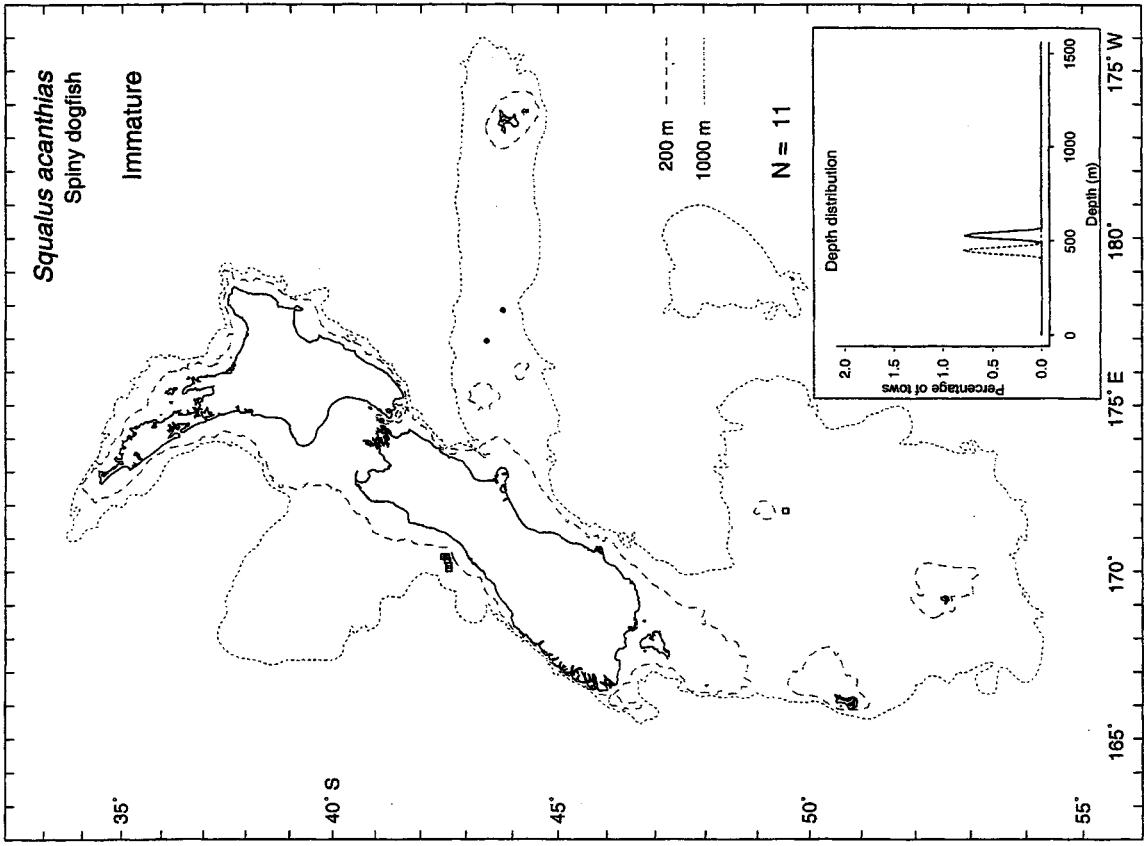 Squalus acanthias
Spiny dogfish
Immature
35°
40° S
45°
50°
55°
165°
170°
175° E
180°
175° W
200 m
1000 m
N = 11
Depth distribution
Percentage of tows
2.0
1.5
1.0
0.5
0.0
0
500
1000
1500
Depth (m)